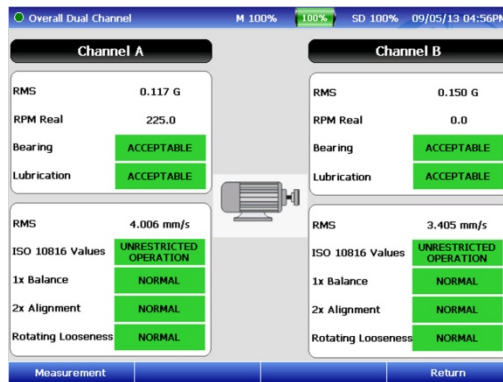 Overall Dual Channel M 100% 100% SD 100% 09/05/13 04:56PM
Channel A
RMS 0.117 G
RPM Real 225.0
Bearing ACCEPTABLE
Lubrication ACCEPTABLE
RMS 4.006 mm/s
ISO 10816 Values UNRESTRICTED OPERATION
1x Balance NORMAL
2x Alignment NORMAL
Rotating Looseness NORMAL
Channel B
RMS 0.150 G
RPM Real 0.0
Bearing ACCEPTABLE
Lubrication ACCEPTABLE
RMS 3.405 mm/s
ISO 10816 Values UNRESTRICTED OPERATION
1x Balance NORMAL
2x Alignment NORMAL
Rotating Looseness NORMAL
Measurement Return